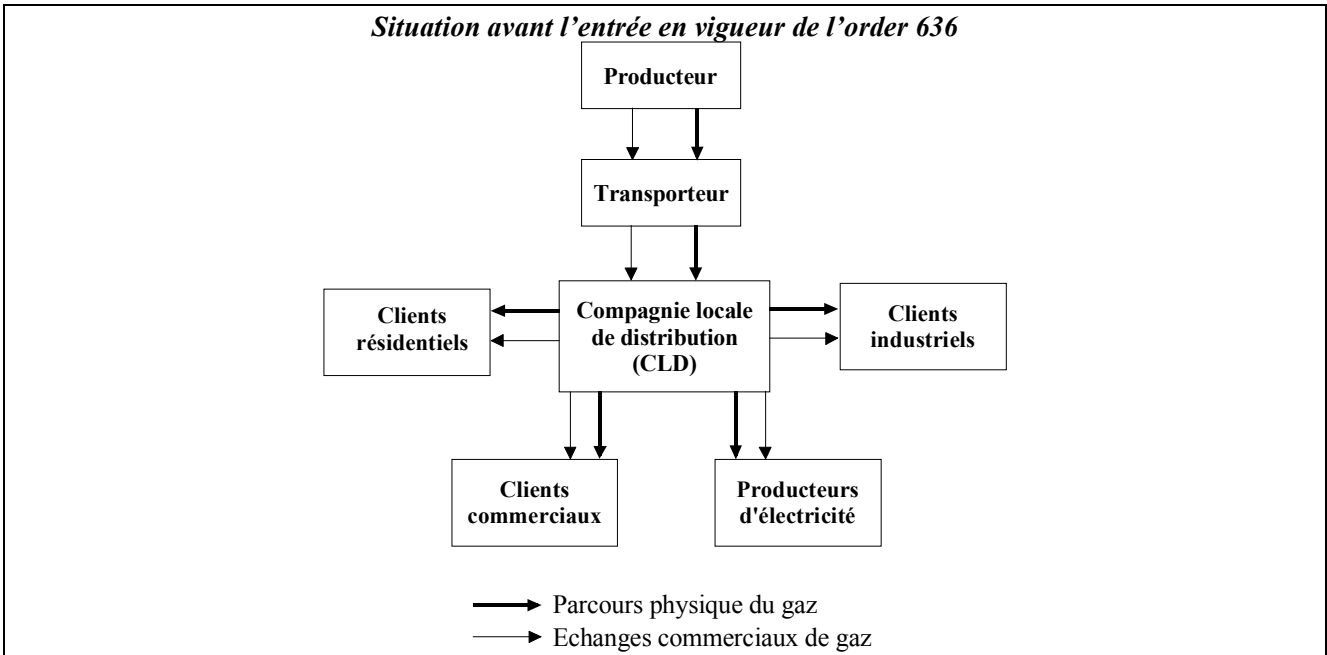 Situation avant l’entrée en vigueur de l’order 636
Producteur
Transporteur
Clients
résidentiels
Compagnie locale
de distribution
(CLD)
Clients
industriels
Clients
commerciaux
Producteurs
d'électricité
Parcours physique du gaz
Echanges commerciaux de gaz